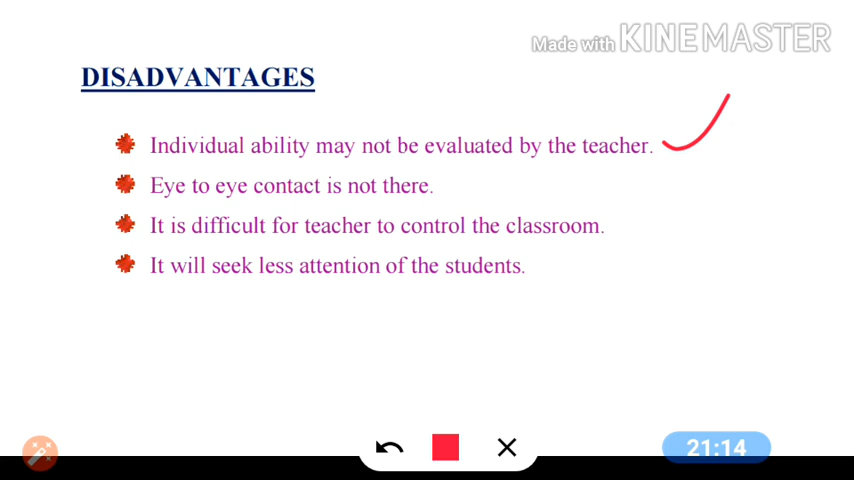 Made with KINEMASTER
DISADVANTAGES
Individual ability may not be evaluated by the teacher.
Eye to eye contact is not there.
It is difficult for teacher to control the classroom.
It will seek less attention of the students.
21:14